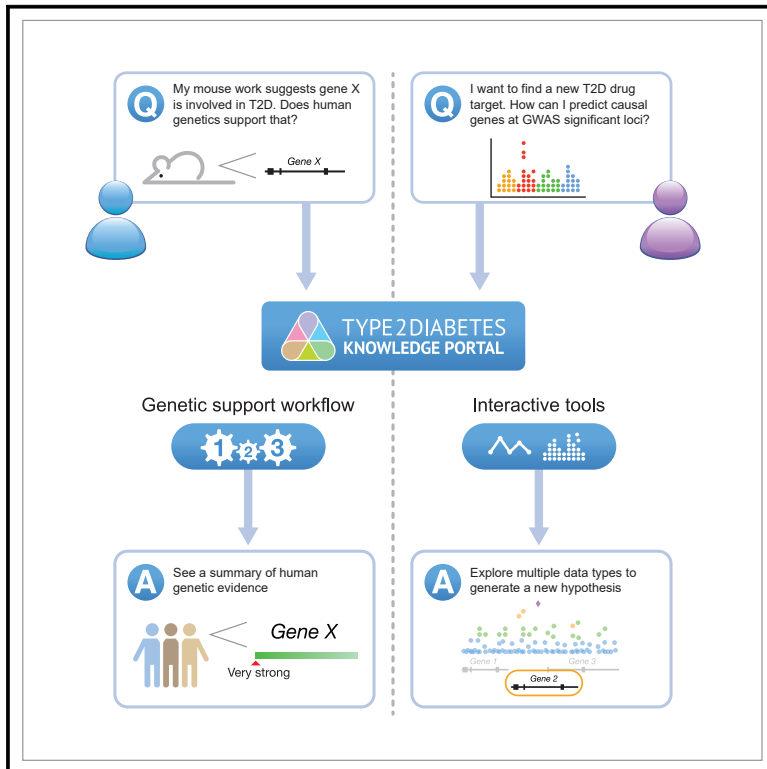 Q
My mouse work suggests gene X
is involved in T2D. Does human
genetics support that?
Gene X
Q
I want to find a new T2D drug
target. How can I predict causal
genes at GWAS significant loci?
TYPE2DIABETES
KNOWLEDGE PORTAL
Genetic support workflow
1 2 3
Interactive tools
A
See a summary of human
genetic evidence
Gene X
Very strong
A
Explore multiple data types to
generate a new hypothesis
Gene 1
Gene 3
Gene 2